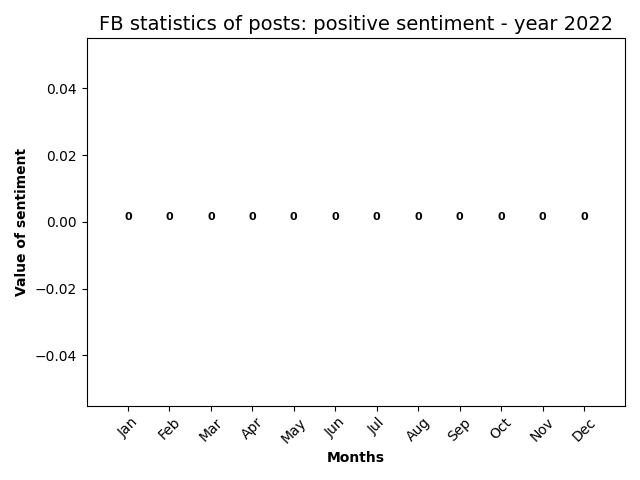 FB statistics of posts: positive sentiment - year 2022
0.04
0.02
0.00
−0.02
−0.04
Value of sentiment
0 0 0 0 0 0 0 0 0 0 0 0
Jan Feb Mar Apr May Jun Jul Aug Sep Oct Nov Dec
Months